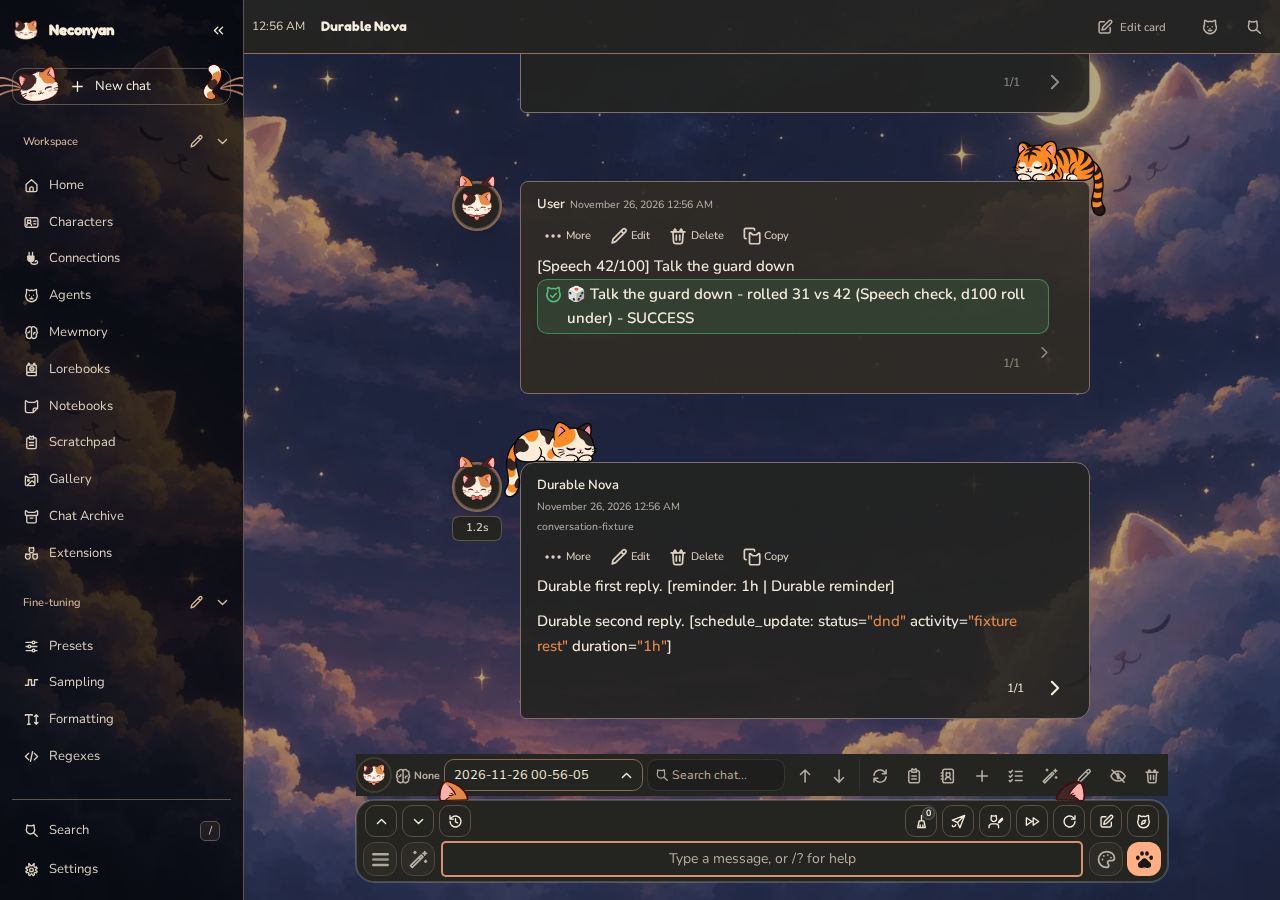 Neconyan
New chat
Workspace
Home
Characters
Connections
Agents
Mewmory
Lorebooks
Notebooks
Scratchpad
Gallery
Chat Archive
Extensions
Fine-tuning
Presets
Sampling
Formatting
Regexes
Search /
Settings
12:56 AM Durable Nova Edit card
1/1
User November 26, 2026 12:56 AM
More Edit Delete Copy
[Speech 42/100] Talk the guard down
🎲 Talk the guard down - rolled 31 vs 42 (Speech check, d100 roll
under) - SUCCESS
1/1
Durable Nova
November 26, 2026 12:56 AM
1.2s
conversation-fixture
More Edit Delete Copy
Durable first reply. [reminder: 1h | Durable reminder]
Durable second reply. [schedule_update: status="dnd" activity="fixture
rest" duration="1h"]
1/1
None 2026-11-26 00-56-05 Search chat...
0
Type a message, or /? for help